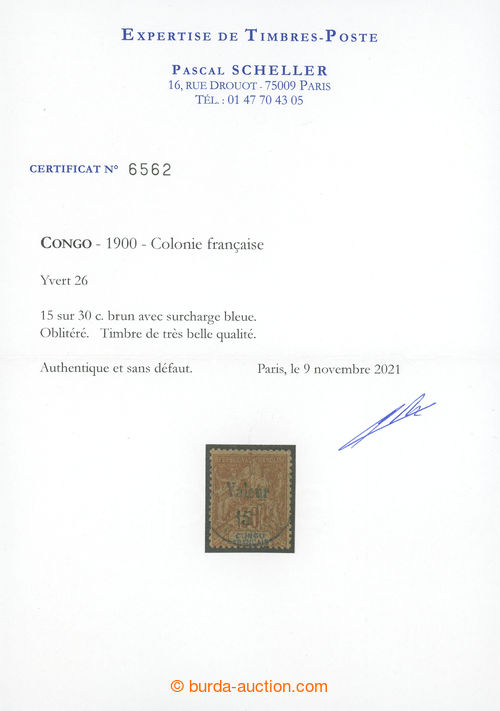 EXPERTISE DE TIMBRES-POSTE
PASCAL SCHELLER
16, RUE DROUOT - 75009 PARIS
TÉL. : 01 47 70 43 05
CERTIFICAT N° 6562
CONGO - 1900 - Colonie française
Yvert 26
15 sur 30 c. brun avec surcharge bleue.
Oblitéré. Timbre de très belle qualité.
Authentique et sans défaut. Paris, le 9 novembre 2021
Valeur
15
© burda-auction.com